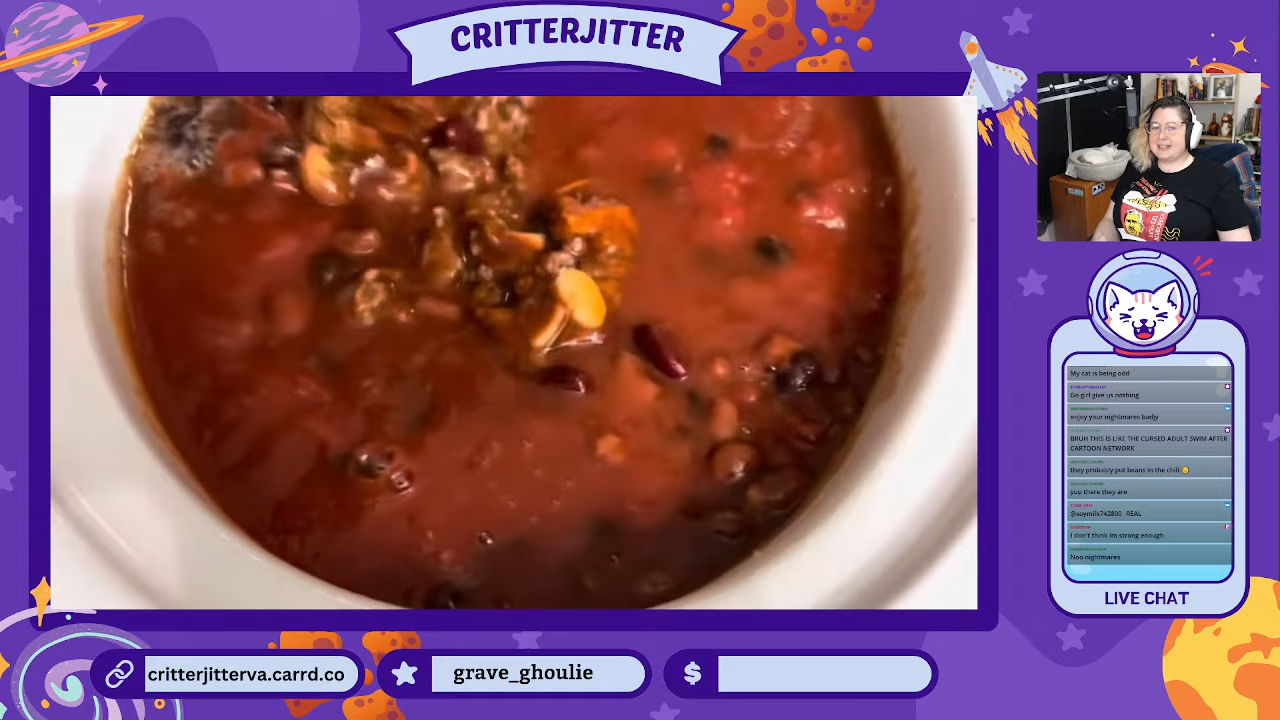 CRITTERJITTER
My cat is being odd
Go girl give us nothing
enjoy your nightmares badjy
BRUH THIS IS LIKE THE CURSED ADULT SWIM AFTER
CARTOON NETWORK
they probably put beans in the chili
yup there they are
@soymilk742800_REAL
I don't think im strong enough
Noo nightmares
LIVE CHAT
critterjitterva.carrd.co
grave_ghoulie
$